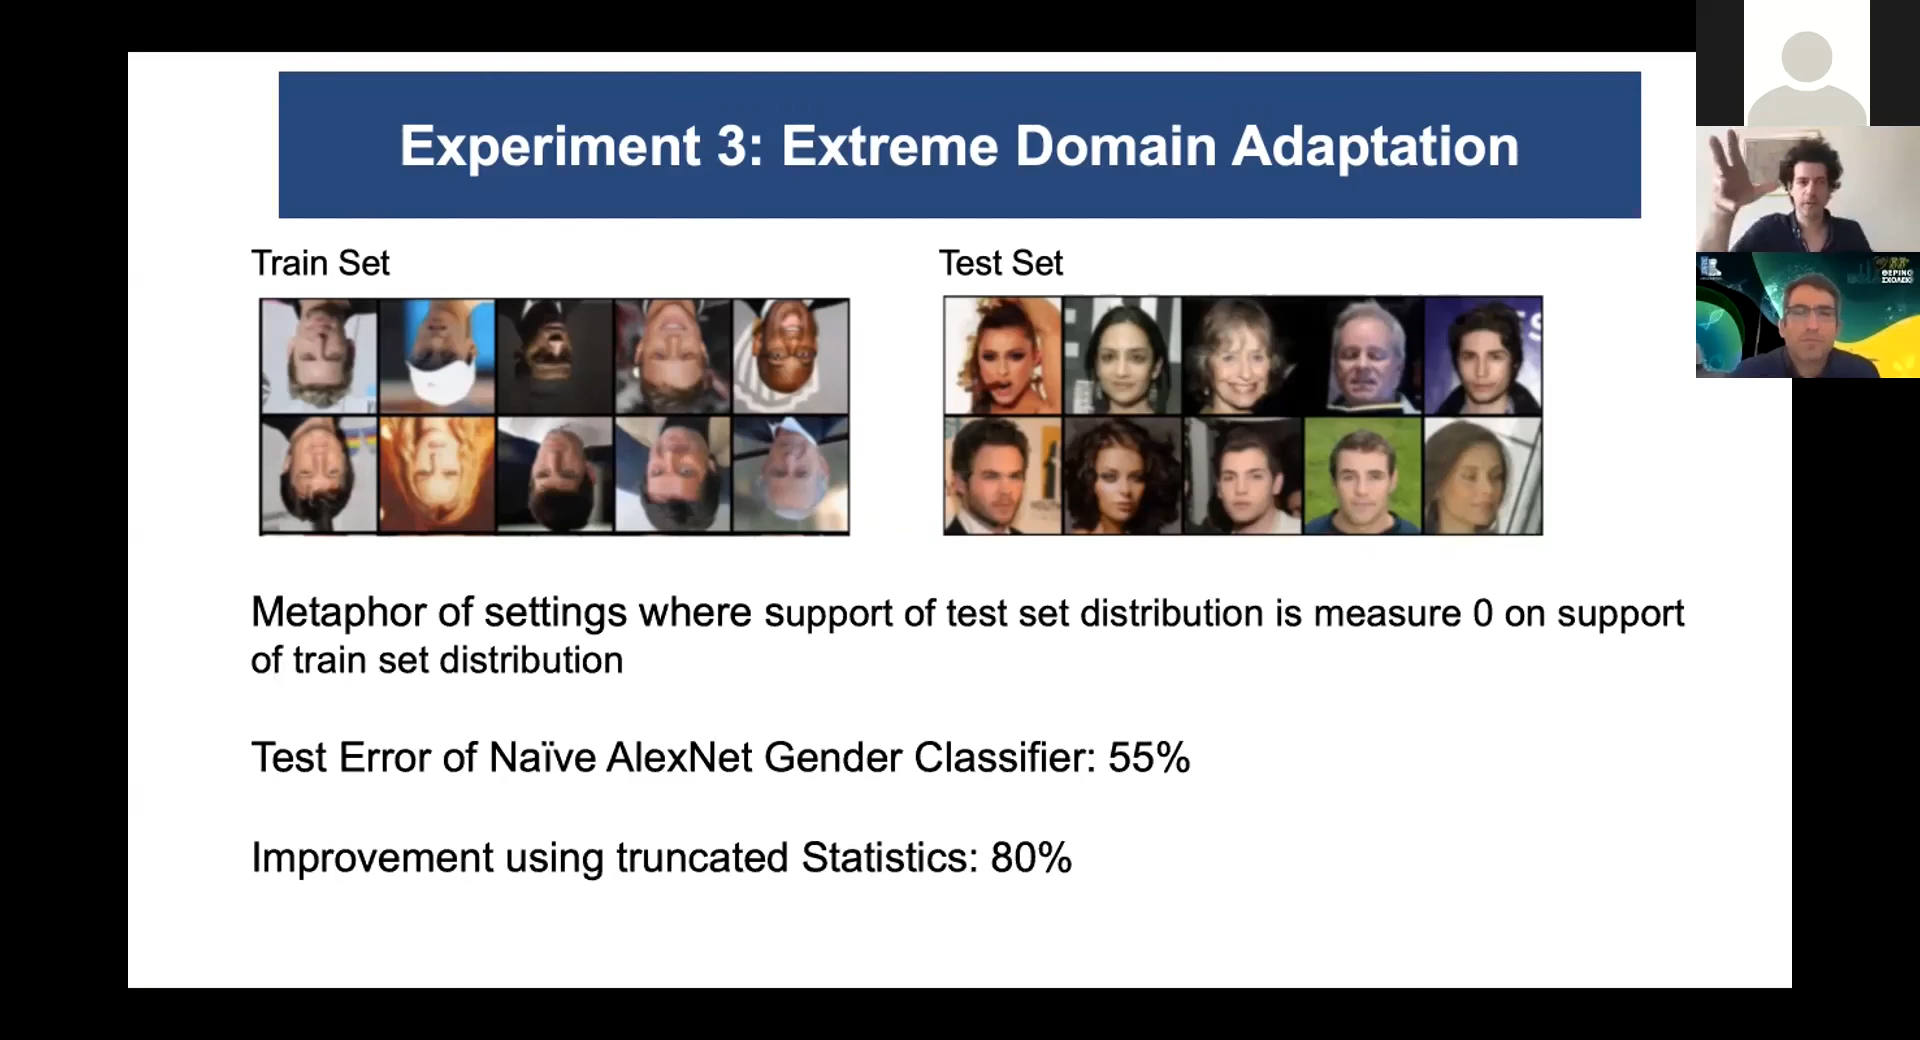 Experiment 3: Extreme Domain Adaptation
Train Set
Test Set
Metaphor of settings where support of test set distribution is measure 0 on support
of train set distribution
Test Error of Naïve AlexNet Gender Classifier: 55%
Improvement using truncated Statistics: 80%
ΘΕΡΙΝΟ
ΣΧΟΛΕΙΟ